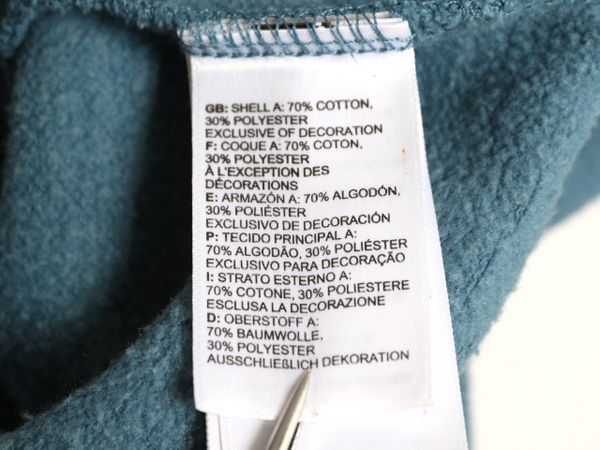 GB: SHELL A: 70% COTTON,
30% POLYESTER
EXCLUSIVE OF DECORATION
F: COQUE A: 70% COTON,
30% POLYESTER
À L'EXCEPTION DES
DÉCORATIONS
E: ARMAZÓN A: 70% ALGODÓN,
30% POLIÉSTER
EXCLUSIVO DE DECORACIÓN
P: TECIDO PRINCIPAL A:
70% ALGODÃO, 30% POLIÉSTER
EXCLUSIVO PARA DECORAÇÃO
I: STRATO ESTERNO A:
70% COTONE, 30% POLIESTERE
ESCLUSA LA DECORAZIONE
D: OBERSTOFF A:
70% BAUMWOLLE,
30% POLYESTER
AUSSCHLIEßLICH DEKORATION